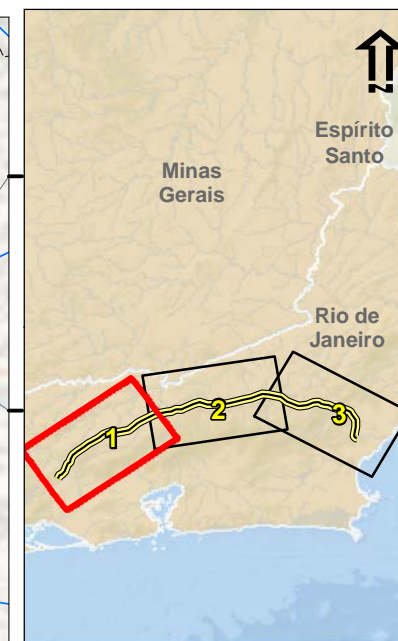 N
Espírito
Santo
Minas
Gerais
Rio de
Janeiro
1
2
3